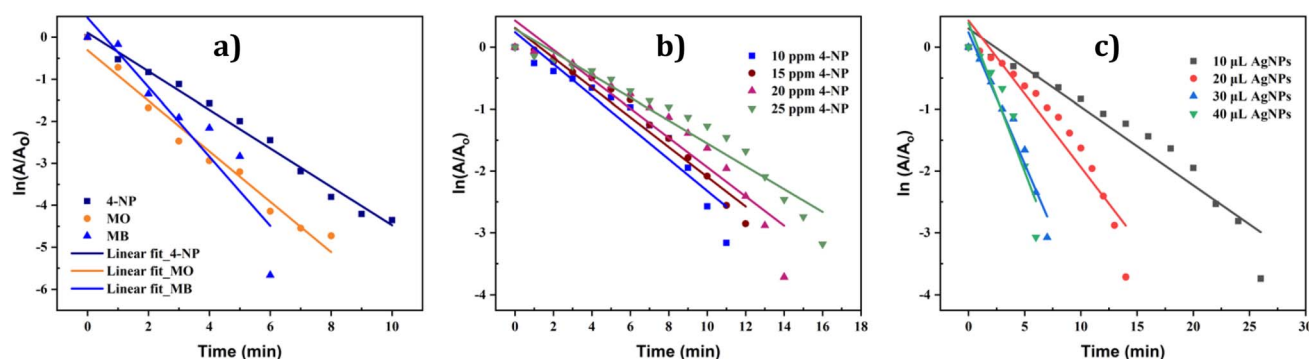 a)
ln(A/A₀)
0
-1
-2
-3
-4
-5
-6
4-NP
MO
MB
Linear fit_4-NP
Linear fit_MO
Linear fit_MB
0 2 4 6 8 10
Time (min)
b)
ln(A/A₀)
0
-1
-2
-3
-4
10 ppm 4-NP
15 ppm 4-NP
20 ppm 4-NP
25 ppm 4-NP
0 2 4 6 8 10 12 14 16 18
Time (min)
c)
ln (A/A₀)
0
-1
-2
-3
-4
10 µL AgNPs
20 µL AgNPs
30 µL AgNPs
40 µL AgNPs
0 5 10 15 20 25 30
Time (min)